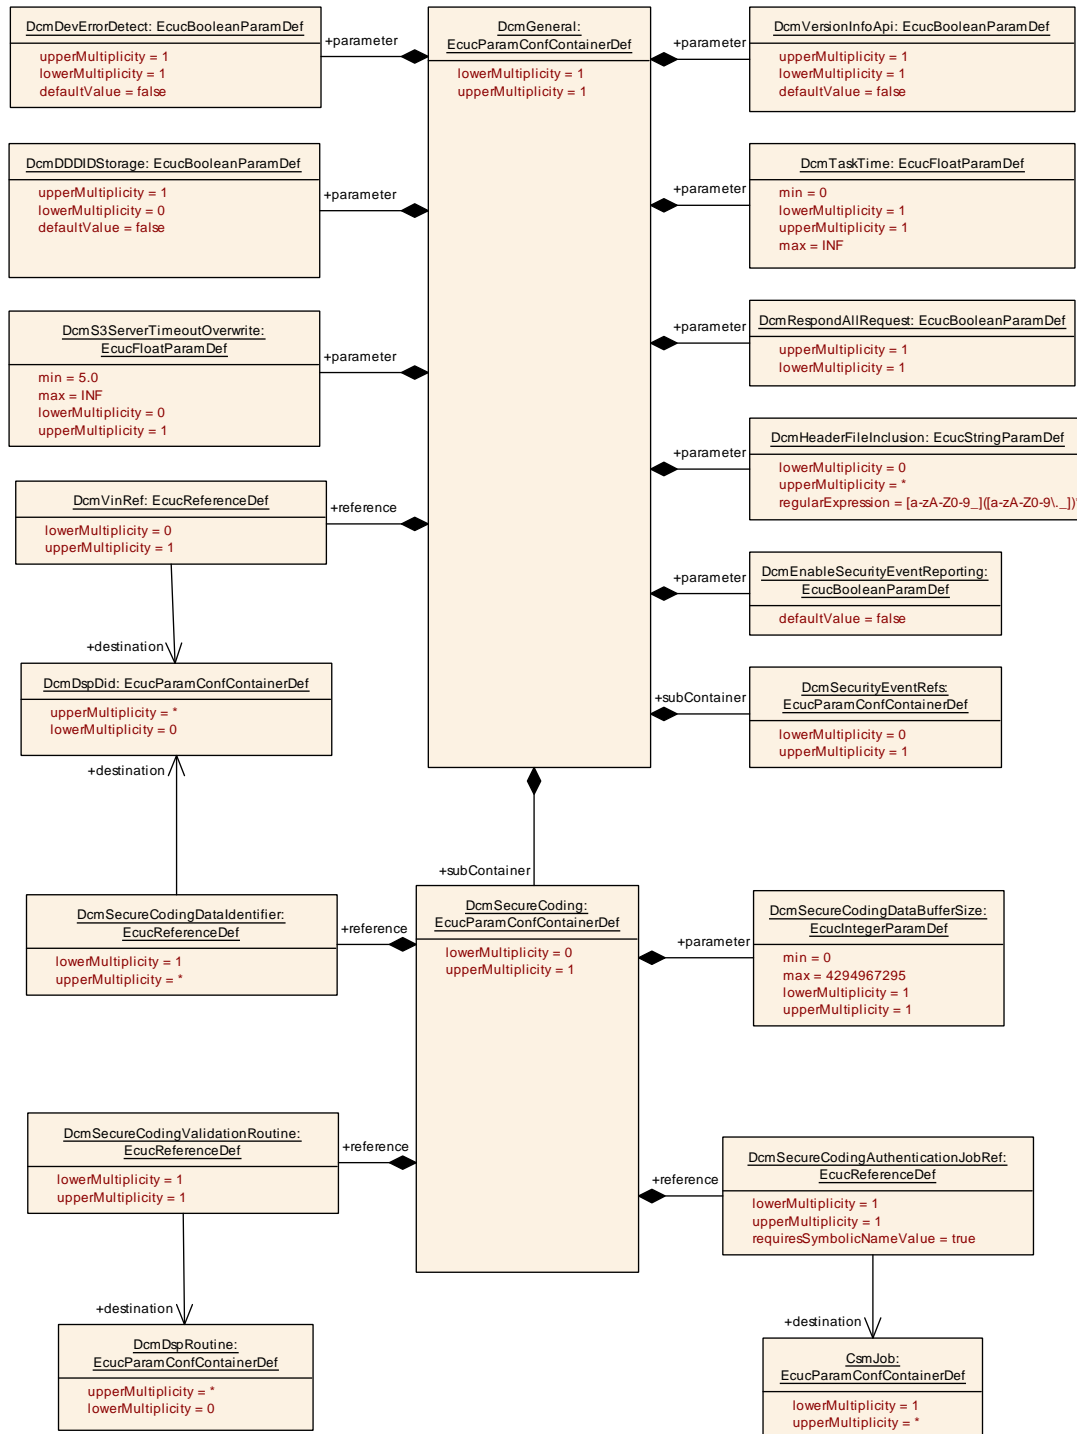 DcmDevErrorDetect: EcucBooleanParamDef
upperMultiplicity = 1
lowerMultiplicity = 1
defaultValue = false
+parameter
DcmGeneral:
EcucParamConfContainerDef
lowerMultiplicity = 1
upperMultiplicity = 1
+parameter
DcmVersionInfoApi: EcucBooleanParamDef
upperMultiplicity = 1
lowerMultiplicity = 1
defaultValue = false
DcmDDDIDStorage: EcucBooleanParamDef
upperMultiplicity = 1
lowerMultiplicity = 0
defaultValue = false
+parameter
+parameter
DcmTaskTime: EcucFloatParamDef
min = 0
lowerMultiplicity = 1
upperMultiplicity = 1
max = INF
DcmS3ServerTimeoutOverwrite:
EcucFloatParamDef
min = 5.0
max = INF
lowerMultiplicity = 0
upperMultiplicity = 1
+parameter
+parameter
DcmRespondAllRequest: EcucBooleanParamDef
upperMultiplicity = 1
lowerMultiplicity = 1
+parameter
DcmHeaderFileInclusion: EcucStringParamDef
lowerMultiplicity = 0
upperMultiplicity = *
regularExpression = [a-zA-Z0-9_]([a-zA-Z0-9\._])*
DcmVinRef: EcucReferenceDef
lowerMultiplicity = 0
upperMultiplicity = 1
+reference
+parameter
DcmEnableSecurityEventReporting:
EcucBooleanParamDef
defaultValue = false
+destination
DcmDspDid: EcucParamConfContainerDef
upperMultiplicity = *
lowerMultiplicity = 0
+destination
+subContainer
DcmSecurityEventRefs:
EcucParamConfContainerDef
lowerMultiplicity = 0
upperMultiplicity = 1
+subContainer
DcmSecureCodingDataIdentifier:
EcucReferenceDef
lowerMultiplicity = 1
upperMultiplicity = *
+reference
DcmSecureCoding:
EcucParamConfContainerDef
lowerMultiplicity = 0
upperMultiplicity = 1
+parameter
DcmSecureCodingDataBufferSize:
EcucIntegerParamDef
min = 0
max = 4294967295
lowerMultiplicity = 1
upperMultiplicity = 1
DcmSecureCodingValidationRoutine:
EcucReferenceDef
lowerMultiplicity = 1
upperMultiplicity = 1
+reference
+reference
DcmSecureCodingAuthenticationJobRef:
EcucReferenceDef
lowerMultiplicity = 1
upperMultiplicity = 1
requiresSymbolicNameValue = true
+destination
DcmDspRoutine:
EcucParamConfContainerDef
upperMultiplicity = *
lowerMultiplicity = 0
+destination
CsmJob:
EcucParamConfContainerDef
lowerMultiplicity = 1
upperMultiplicity = *